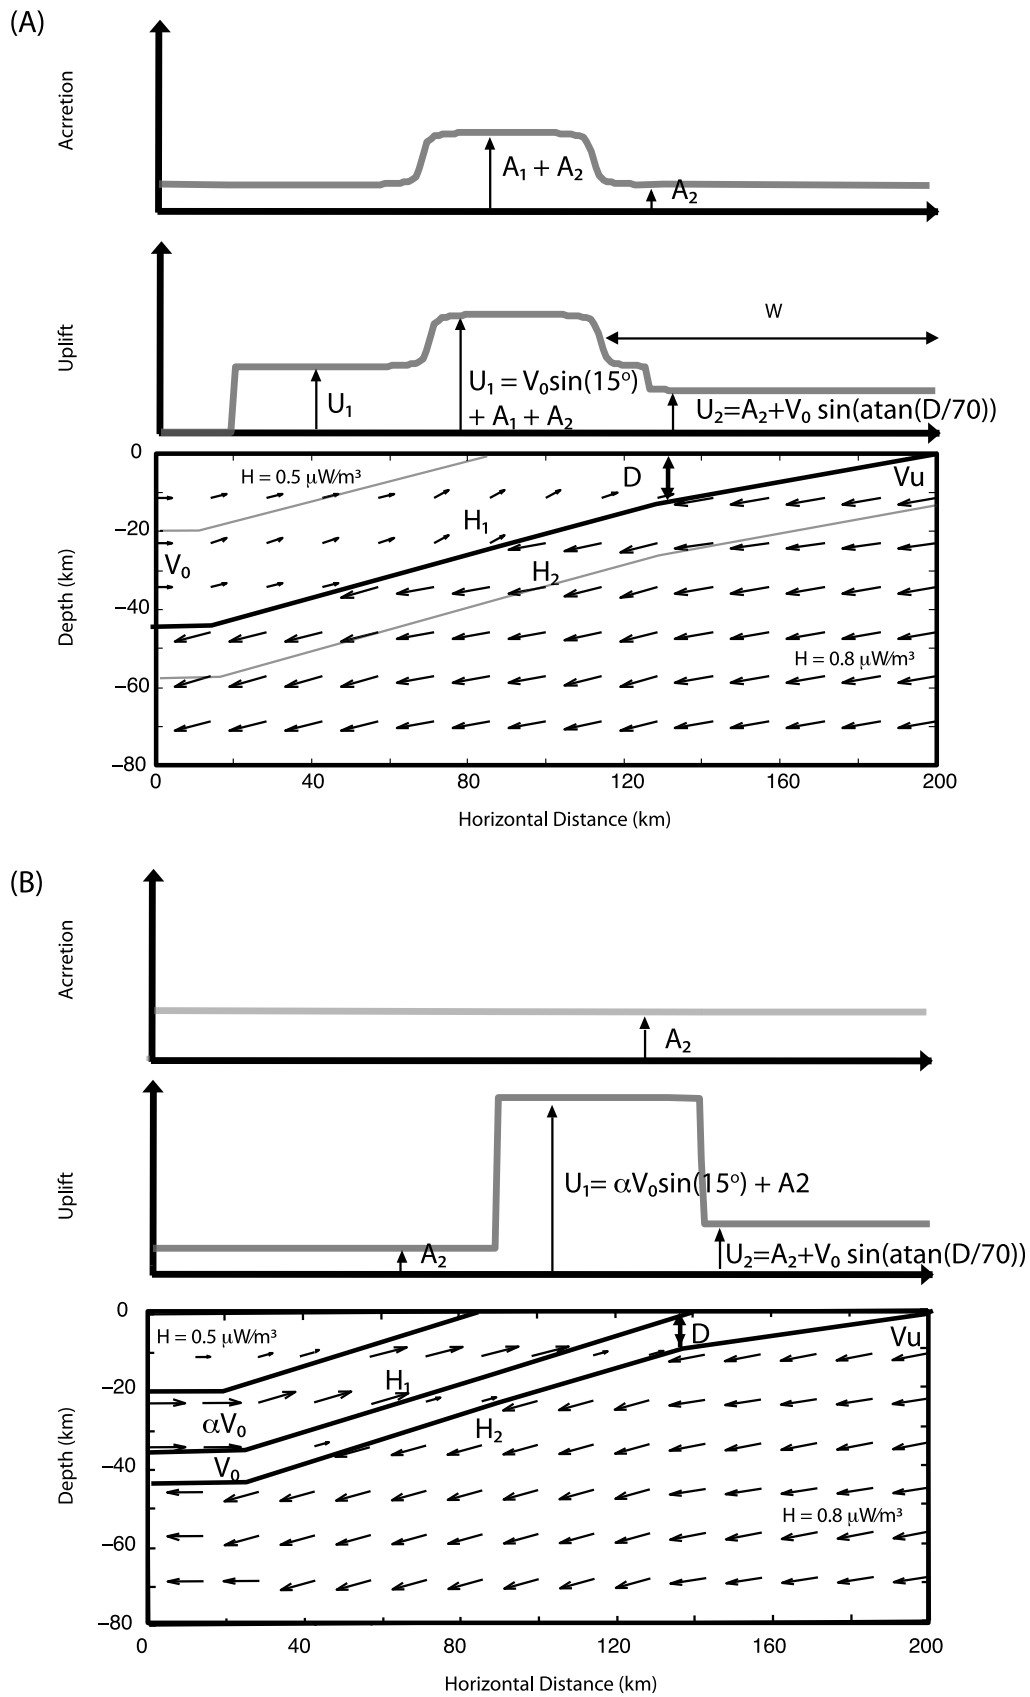 (A)
Acrretion
A₁ + A₂
A₂
Uplift
W
U₁
U₁ = V₀sin(15°)
+ A₁ + A₂
U₂=A₂+V₀ sin(atan(D/70))
0
−20
−40
−60
−80
Depth (km)
H = 0.5 μW/m³
D
Vu
H₁
V₀
H₂
H = 0.8 μW/m³
0
40
80
120
160
200
Horizontal Distance (km)
(B)
Acrretion
A₂
Uplift
U₁= αV₀sin(15°) + A2
A₂
U₂=A₂+V₀ sin(atan(D/70))
0
−20
−40
−60
−80
Depth (km)
H = 0.5 μW/m³
D
Vu
H₁
αV₀
H₂
V₀
H = 0.8 μW/m³
0
40
80
120
160
200
Horizontal Distance (km)